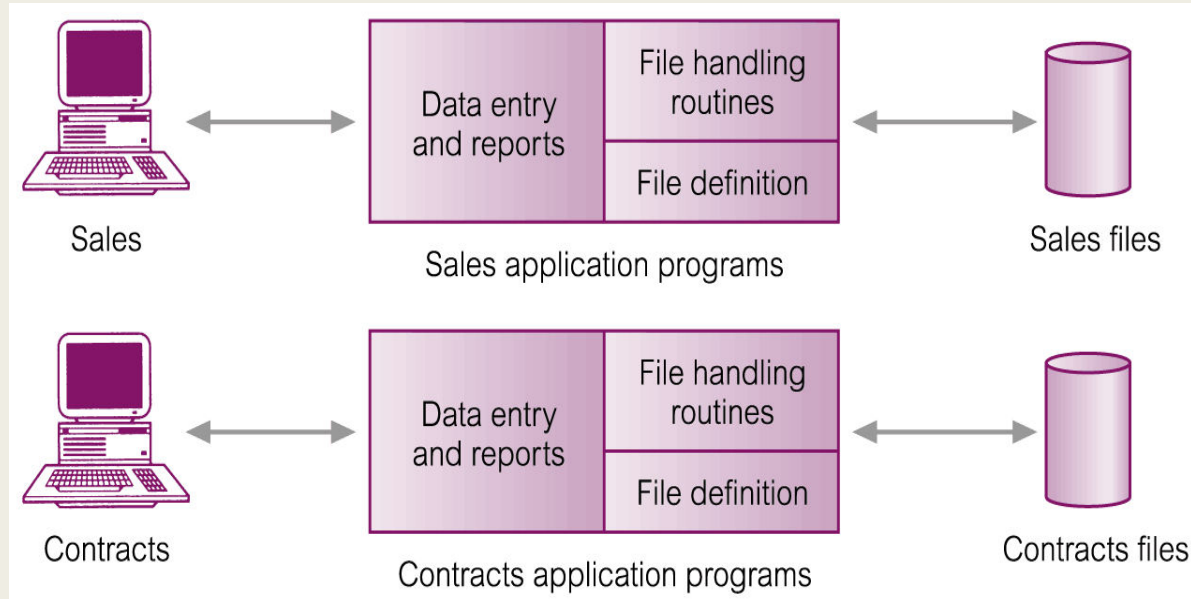 Sales
Data entry
and reports
File handling
routines
File definition
Sales application programs
Sales files
Contracts
Data entry
and reports
File handling
routines
File definition
Contracts application programs
Contracts files